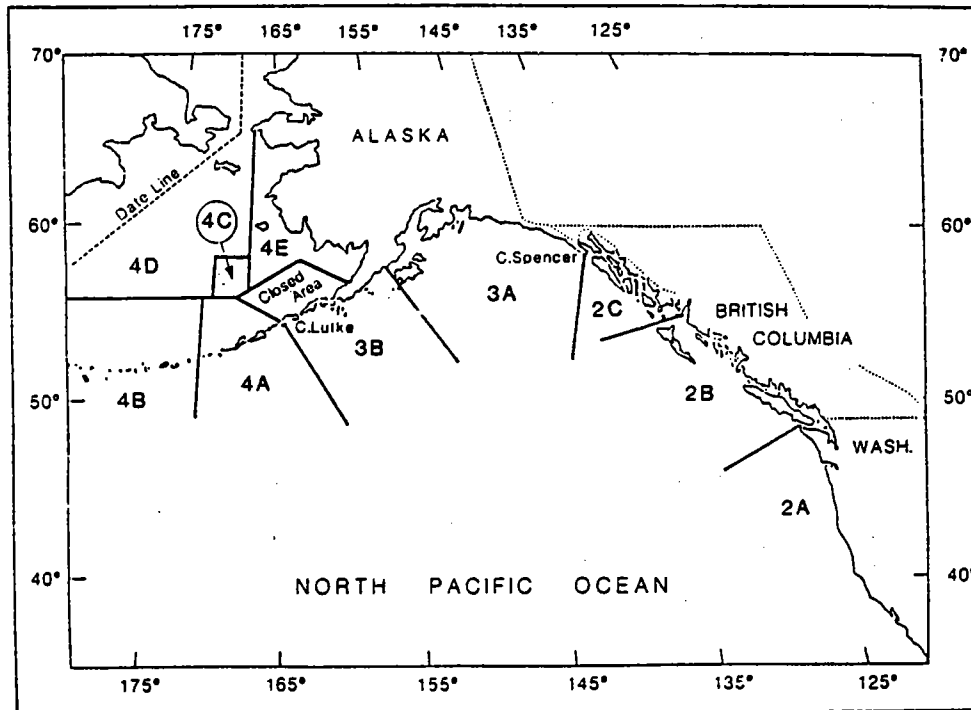 175° 165° 155° 145° 135° 125°
70° 70°
ALASKA
Date Line
4C
60° 4E 60°
4D
C.Spencer
Closed Area
3A
2C
BRITISH
COLUMBIA
C.Lutke
3B
4A
4B
50° 2B 50°
WASH.
2A
40° 40°
NORTH PACIFIC OCEAN
175° 165° 155° 145° 135° 125°